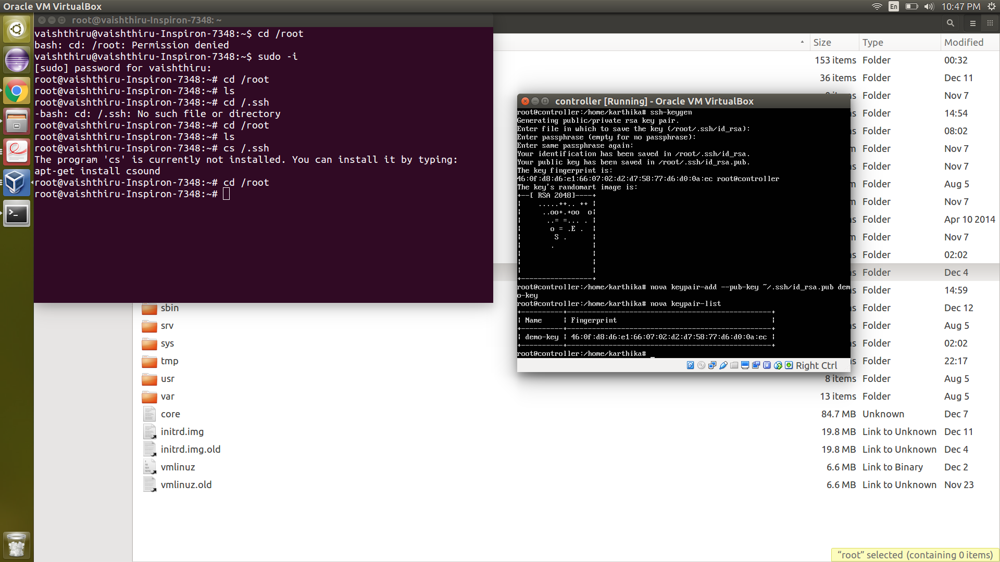 Oracle VM VirtualBox
En
10:47 PM
root@vaishthiru-Inspiron-7348: ~
vaishthiru@vaishthiru-Inspiron-7348:~$ cd /root
bash: cd: /root: Permission denied
vaishthiru@vaishthiru-Inspiron-7348:~$ sudo -i
[sudo] password for vaishthiru:
root@vaishthiru-Inspiron-7348:~# cd /root
root@vaishthiru-Inspiron-7348:~# ls
root@vaishthiru-Inspiron-7348:~# cd /.ssh
-bash: cd: /.ssh: No such file or directory
root@vaishthiru-Inspiron-7348:~# cd /root
root@vaishthiru-Inspiron-7348:~# ls
root@vaishthiru-Inspiron-7348:~# cs /.ssh
The program 'cs' is currently not installed. You can install it by typing:
apt-get install csound
root@vaishthiru-Inspiron-7348:~# cd /root
root@vaishthiru-Inspiron-7348:~#
controller [Running] - Oracle VM VirtualBox
root@controller:/home/karthika# ssh-keygen
Generating public/private rsa key pair.
Enter file in which to save the key (/root/.ssh/id_rsa):
Enter passphrase (empty for no passphrase):
Enter same passphrase again:
Your identification has been saved in /root/.ssh/id_rsa.
Your public key has been saved in /root/.ssh/id_rsa.pub.
The key fingerprint is:
46:0f:d8:d6:e1:66:07:02:d2:d7:58:77:d6:d0:0a:ec root@controller
The key's randomart image is:
+--[ RSA 2048]----+
|    .....++.. ++ |
|     ..oo+.+oo  o|
|      ..= =... . |
|       o = .E .  |
|        S .      |
|       .         |
|                 |
|                 |
|                 |
+-----------------+
root@controller:/home/karthika# nova keypair-add --pub-key ~/.ssh/id_rsa.pub dem
o-key
root@controller:/home/karthika# nova keypair-list
+----------+-------------------------------------------------+
| Name     | Fingerprint                                     |
+----------+-------------------------------------------------+
| demo-key | 46:0f:d8:d6:e1:66:07:02:d2:d7:58:77:d6:d0:0a:ec |
+----------+-------------------------------------------------+
root@controller:/home/karthika# _
Right Ctrl
Size Type Modified
153 items Folder 00:32
36 items Folder Dec 11
Folder Nov 7
Folder 14:54
Folder 08:02
Folder Nov 7
Folder Nov 7
Folder Aug 5
Folder Nov 7
Folder Apr 10 2014
Folder Nov 7
Folder 02:02
Folder Dec 4
Folder 14:59
sbin Folder Dec 12
srv Folder Aug 5
sys Folder 02:02
tmp Folder 22:17
usr 8 items Folder Aug 5
var 13 items Folder Aug 5
core 84.7 MB Unknown Dec 7
initrd.img 19.8 MB Link to Unknown Dec 11
initrd.img.old 19.8 MB Link to Unknown Dec 4
vmlinuz 6.6 MB Link to Binary Dec 2
vmlinuz.old 6.6 MB Link to Unknown Nov 23
“root” selected (containing 0 items)